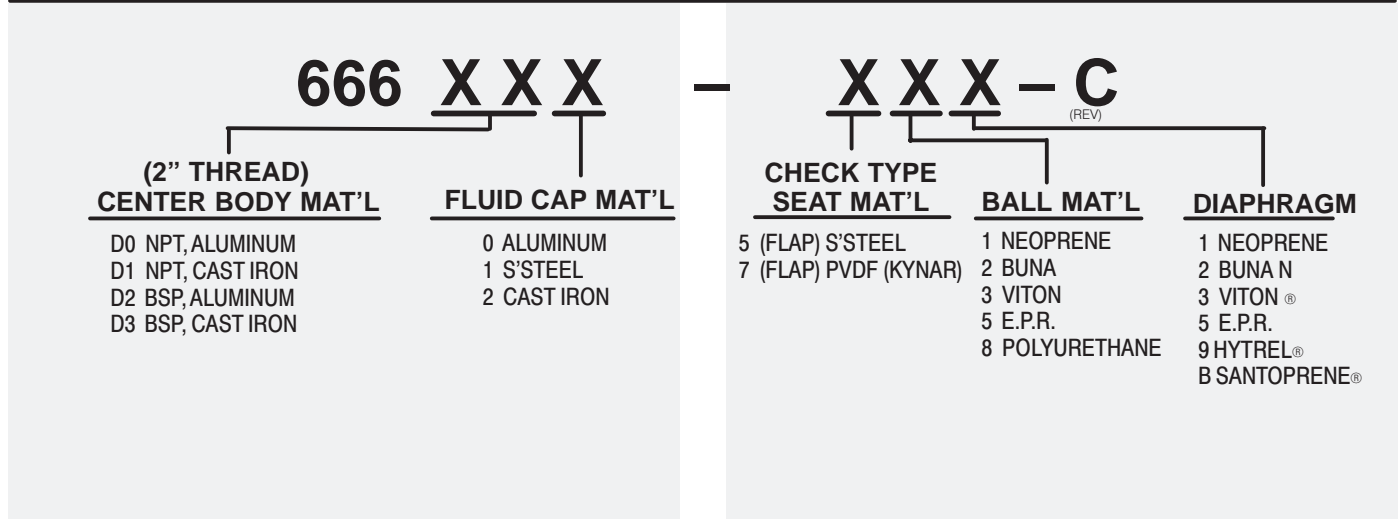 666 X X X – X X X – C
(REV)
(2” THREAD)
CENTER BODY MAT’L
D0 NPT, ALUMINUM
D1 NPT, CAST IRON
D2 BSP, ALUMINUM
D3 BSP, CAST IRON
FLUID CAP MAT’L
0 ALUMINUM
1 S’STEEL
2 CAST IRON
CHECK TYPE
SEAT MAT’L
5 (FLAP) S’STEEL
7 (FLAP) PVDF (KYNAR)
BALL MAT’L
1 NEOPRENE
2 BUNA
3 VITON
5 E.P.R.
8 POLYURETHANE
DIAPHRAGM
1 NEOPRENE
2 BUNA N
3 VITON ®
5 E.P.R.
9 HYTREL®
B SANTOPRENE®